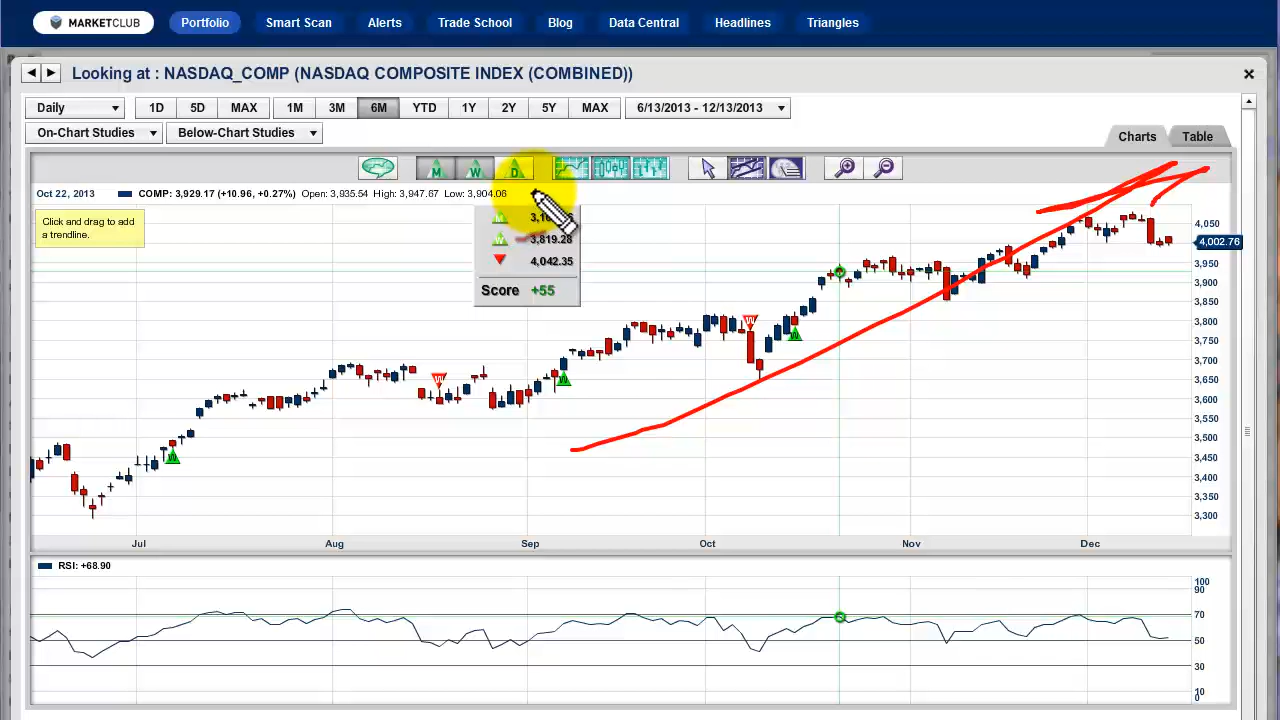 MARKETCLUB Portfolio Smart Scan Alerts Trade School Blog Data Central Headlines Triangles
Looking at : NASDAQ_COMP (NASDAQ COMPOSITE INDEX (COMBINED))
Daily 1D 5D MAX 1M 3M 6M YTD 1Y 2Y 5Y MAX 6/13/2013 - 12/13/2013
On-Chart Studies Below-Chart Studies Charts Table
M W D
Oct 22, 2013 COMP: 3,929.17 (+10.96, +0.27%) Open: 3,935.54 High: 3,947.67 Low: 3,904.06
Click and drag to add
a trendline.
3,819.28
4,042.35
Score +55
4,050
4,002.76
3,950
3,900
3,850
3,800
3,750
3,700
3,650
3,600
3,550
3,500
3,450
3,400
3,350
3,300
W
W
W
W
W
Jul Aug Sep Oct Nov Dec
RSI: +68.90
100
90
70
50
30
10
0